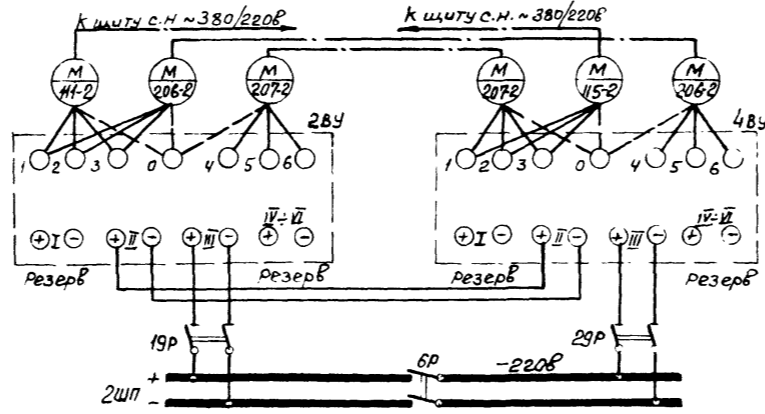 К щиту с.н. ~380/220в К щиту с.н. ~380/220в
М М М М М М
111-2 206-2 207-2 207-2 115-2 206-2
2ВУ 4ВУ
1 2 3 0 4 5 6 1 2 3 0 4 5 6
+ I - + II - + III - IV÷VI + - + I - + II - + III - IV÷VI + -
Резерв Резерв Резерв Резерв
19Р 29Р
6Р -220в
+
2ШП
-